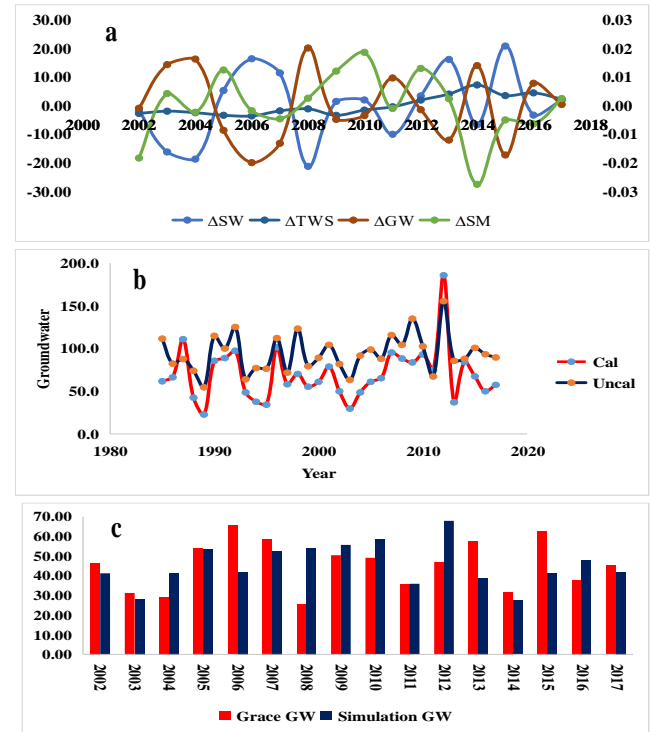 a
30.00
20.00
10.00
0.00
-10.00
-20.00
-30.00
0.03
0.02
0.01
0.00
-0.01
-0.02
-0.03
2000 2002 2004 2006 2008 2010 2012 2014 2016 2018
ΔSW ΔTWS ΔGW ΔSM
b
Groundwater
200.0
150.0
100.0
50.0
0.0
1980 1990 2000 2010 2020
Year
Cal
Uncal
c
70.00
60.00
50.00
40.00
30.00
20.00
10.00
0.00
2002 2003 2004 2005 2006 2007 2008 2009 2010 2011 2012 2013 2014 2015 2016 2017
Grace GW Simulation GW